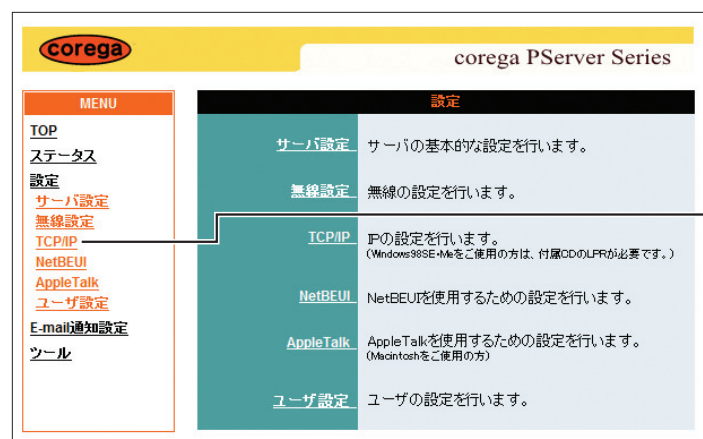 corega
corega PServer Series
MENU
TOP
ステータス
設定
サーバ設定
無線設定
TCP/IP
NetBEUI
AppleTalk
ユーザ設定
E-mail通知設定
ツール
設定
サーバ設定 サーバの基本的な設定を行います。
無線設定 無線の設定を行います。
TCP/IP IPの設定を行います。
(Windows98SE・Meをご使用の方は、付属CDのLPRが必要です。)
NetBEUI NetBEUIを使用するための設定を行います。
AppleTalk AppleTalkを使用するための設定を行います。
(Macintoshをご使用の方)
ユーザ設定 ユーザの設定を行います。